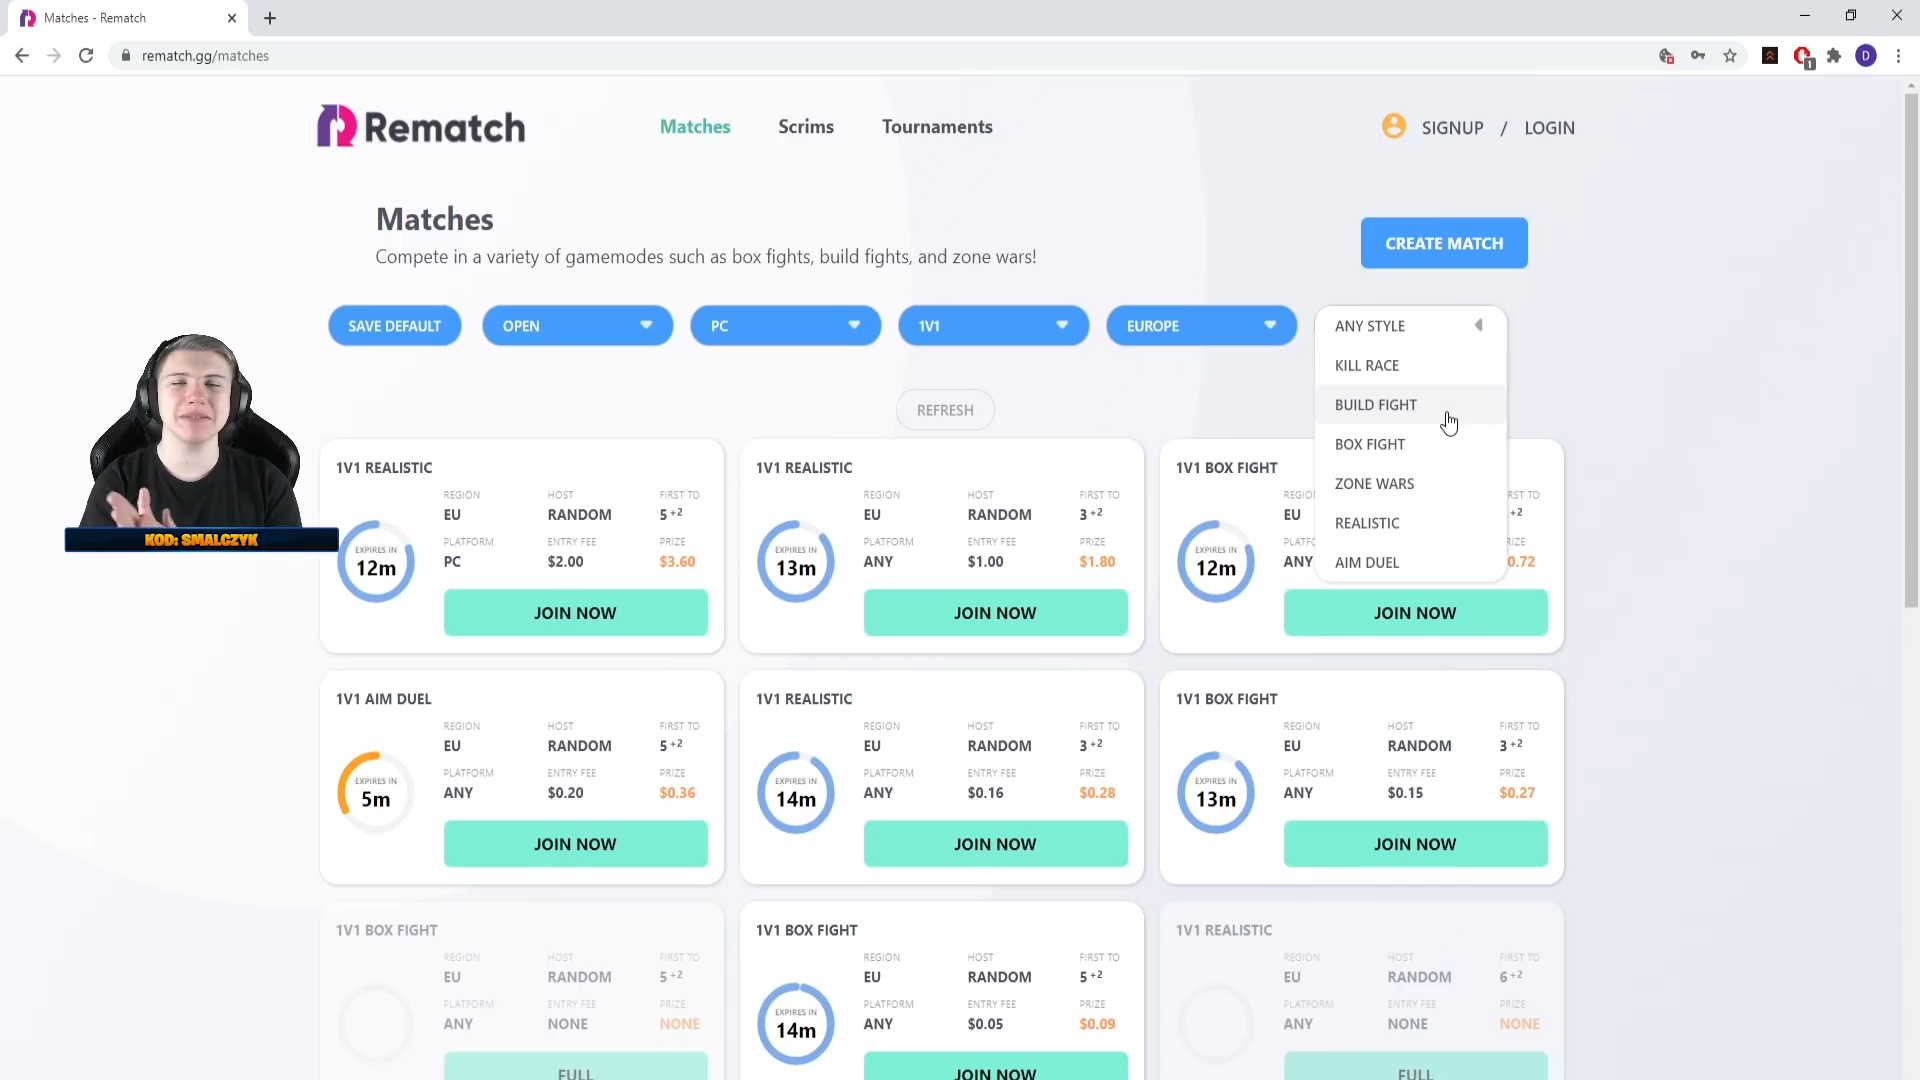 Matches - Rematch
rematch.gg/matches
1
D
Rematch
Matches Scrims Tournaments
SIGNUP / LOGIN
Matches
Compete in a variety of gamemodes such as box fights, build fights, and zone wars!
CREATE MATCH
SAVE DEFAULT OPEN PC 1V1 EUROPE ANY STYLE
KILL RACE
BUILD FIGHT
BOX FIGHT
ZONE WARS
REALISTIC
AIM DUEL
REFRESH
KOD: SMALCZYK
1V1 REALISTIC
REGION HOST FIRST TO
EU RANDOM 5 +2
PLATFORM ENTRY FEE PRIZE
PC $2.00 $3.60
EXPIRES IN
12m
JOIN NOW
1V1 REALISTIC
REGION HOST FIRST TO
EU RANDOM 3 +2
PLATFORM ENTRY FEE PRIZE
ANY $1.00 $1.80
EXPIRES IN
13m
JOIN NOW
1V1 BOX FIGHT
EU +2
ANY 0.72
EXPIRES IN
12m
JOIN NOW
1V1 AIM DUEL
REGION HOST FIRST TO
EU RANDOM 5 +2
PLATFORM ENTRY FEE PRIZE
ANY $0.20 $0.36
EXPIRES IN
5m
JOIN NOW
1V1 REALISTIC
REGION HOST FIRST TO
EU RANDOM 3 +2
PLATFORM ENTRY FEE PRIZE
ANY $0.16 $0.28
EXPIRES IN
14m
JOIN NOW
1V1 BOX FIGHT
REGION HOST FIRST TO
EU RANDOM 3 +2
PLATFORM ENTRY FEE PRIZE
ANY $0.15 $0.27
EXPIRES IN
13m
JOIN NOW
1V1 BOX FIGHT
REGION HOST FIRST TO
EU RANDOM 5 +2
PLATFORM ENTRY FEE PRIZE
ANY NONE NONE
FULL
1V1 BOX FIGHT
REGION HOST FIRST TO
EU RANDOM 5 +2
PLATFORM ENTRY FEE PRIZE
ANY $0.05 $0.09
EXPIRES IN
14m
JOIN NOW
1V1 REALISTIC
REGION HOST FIRST TO
EU RANDOM 6 +2
PLATFORM ENTRY FEE PRIZE
ANY NONE NONE
FULL